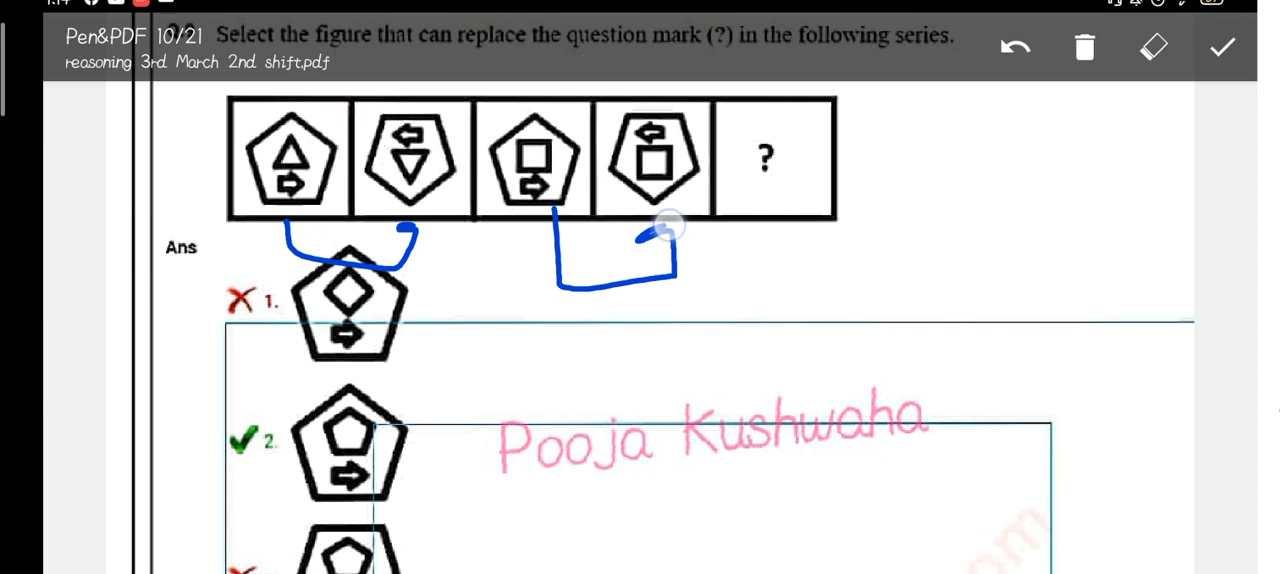 Pen&PDF 10/21 Select the figure that can replace the question mark (?) in the following series.
reasoning 3rd March 2nd shift.pdf
?
Ans
1.
2.
Pooja Kushwaha
om